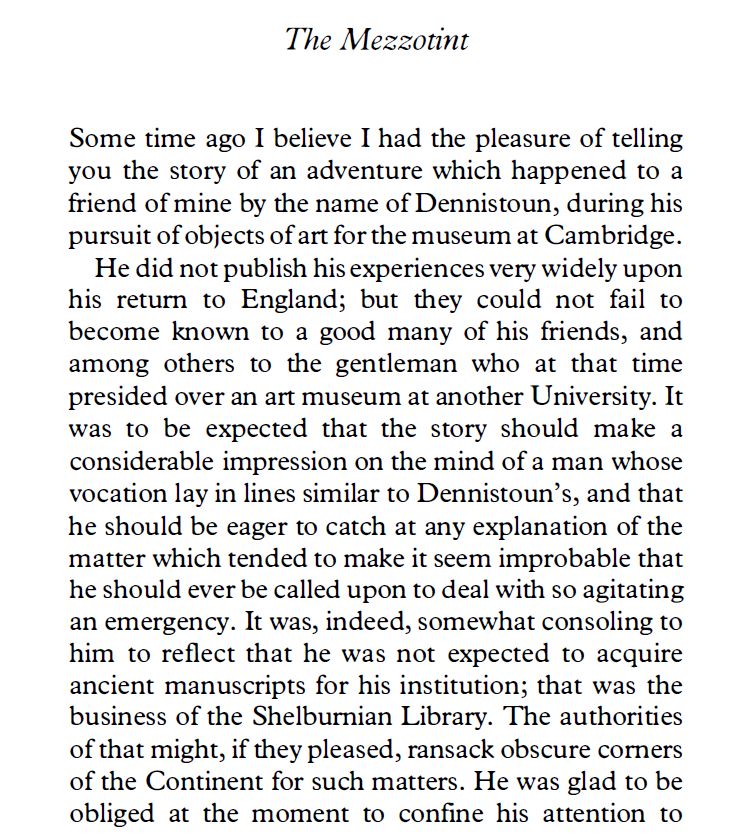 The Mezzotint
Some time ago I believe I had the pleasure of telling
you the story of an adventure which happened to a
friend of mine by the name of Dennistoun, during his
pursuit of objects of art for the museum at Cambridge.
He did not publish his experiences very widely upon
his return to England; but they could not fail to
become known to a good many of his friends, and
among others to the gentleman who at that time
presided over an art museum at another University. It
was to be expected that the story should make a
considerable impression on the mind of a man whose
vocation lay in lines similar to Dennistoun’s, and that
he should be eager to catch at any explanation of the
matter which tended to make it seem improbable that
he should ever be called upon to deal with so agitating
an emergency. It was, indeed, somewhat consoling to
him to reflect that he was not expected to acquire
ancient manuscripts for his institution; that was the
business of the Shelburnian Library. The authorities
of that might, if they pleased, ransack obscure corners
of the Continent for such matters. He was glad to be
obliged at the moment to confine his attention to